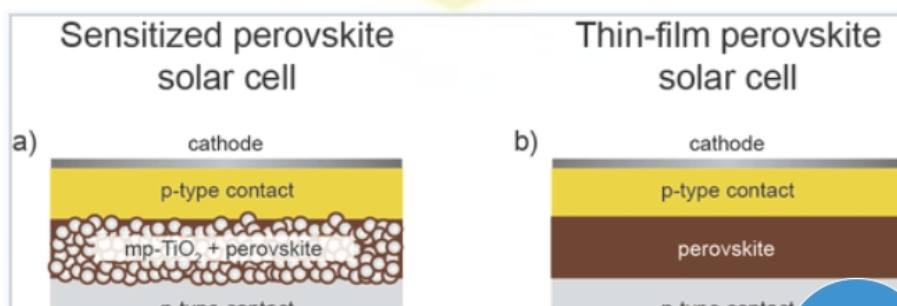 Sensitized perovskite
solar cell
Thin-film perovskite
solar cell
a)
cathode
p-type contact
mp-TiO₂ + perovskite
b)
cathode
p-type contact
perovskite